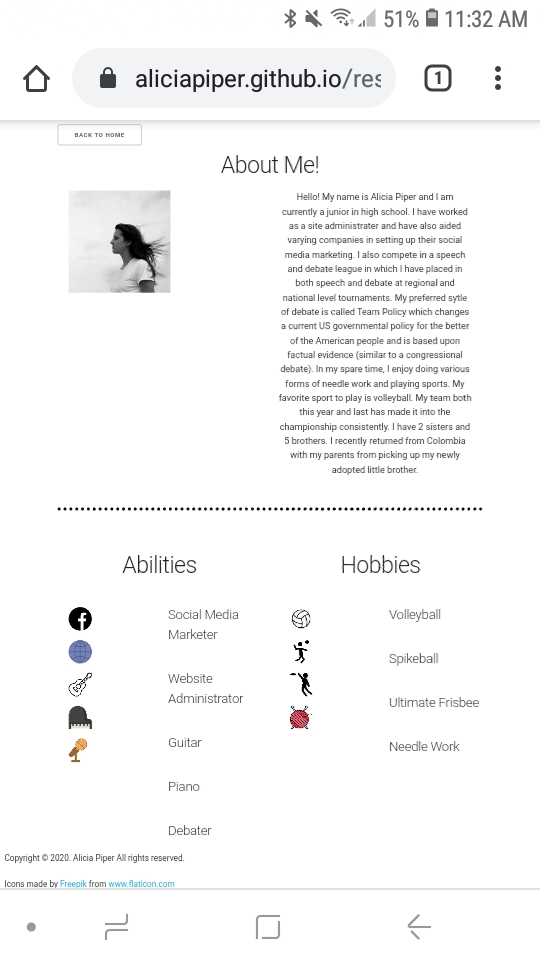 51% 11:32 AM
aliciapiper.github.io/res
1
BACK TO HOME
About Me!
Hello! My name is Alicia Piper and I am
currently a junior in high school. I have worked
as a site administrater and have also aided
varying companies in setting up their social
media marketing. I also compete in a speech
and debate league in which I have placed in
both speech and debate at regional and
national level tournaments. My preferred sytle
of debate is called Team Policy which changes
a current US governmental policy for the better
of the American people and is based upon
factual evidence (similar to a congressional
debate). In my spare time, I enjoy doing various
forms of needle work and playing sports. My
favorite sport to play is volleyball. My team both
this year and last has made it into the
championship consistently. I have 2 sisters and
5 brothers. I recently returned from Colombia
with my parents from picking up my newly
adopted little brother.
Abilities
Social Media
Marketer
Website
Administrator
Guitar
Piano
Debater
Hobbies
Volleyball
Spikeball
Ultimate Frisbee
Needle Work
Copyright © 2020. Alicia Piper All rights reserved.
Icons made by Freepik from www.flaticon.com